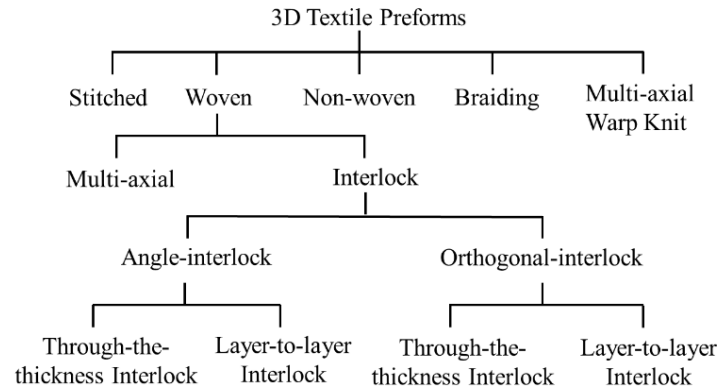 3D Textile Preforms
Stitched
Woven
Non-woven
Braiding
Multi-axial
Warp Knit
Multi-axial
Interlock
Angle-interlock
Orthogonal-interlock
Through-the-
thickness Interlock
Layer-to-layer
Interlock
Through-the-
thickness Interlock
Layer-to-layer
Interlock